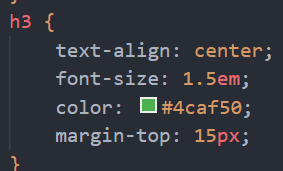 h3 {
    text-align: center;
    font-size: 1.5em;
    color: #4caf50;
    margin-top: 15px;
}